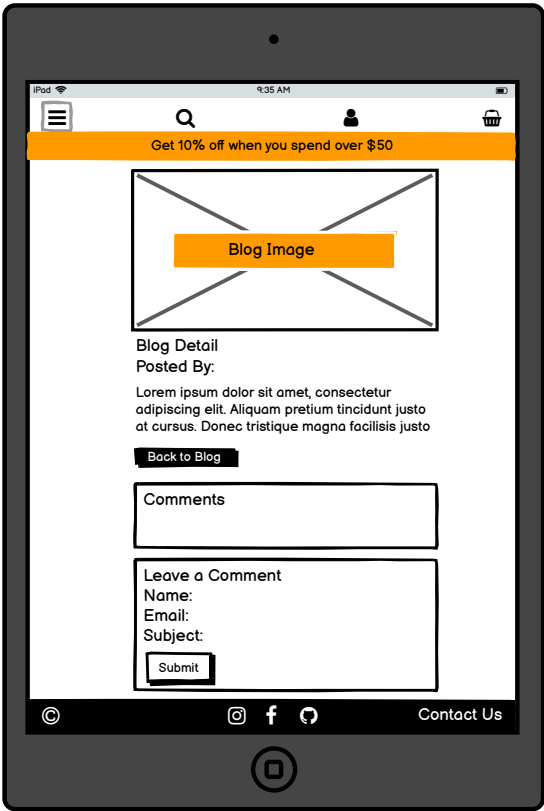 iPad 9:35 AM
Get 10% off when you spend over $50
Blog Image
Blog Detail
Posted By:
Lorem ipsum dolor sit amet, consectetur
adipiscing elit. Aliquam pretium tincidunt justo
at cursus. Donec tristique magna facilisis justo
Back to Blog
Comments
Leave a Comment
Name:
Email:
Subject:
Submit
© Contact Us